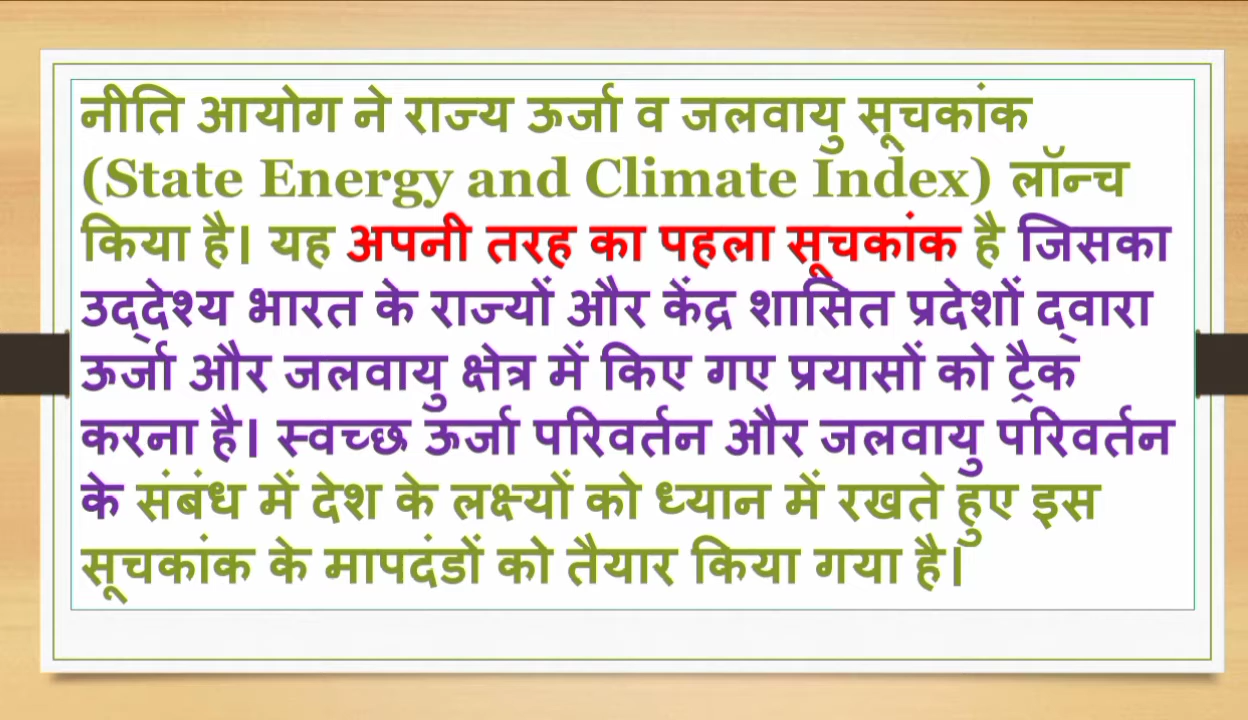 नीति आयोग ने राज्य ऊर्जा व जलवायु सूचकांक
(State Energy and Climate Index) लॉन्च
किया है। यह अपनी तरह का पहला सूचकांक है जिसका
उद्देश्य भारत के राज्यों और केंद्र शासित प्रदेशों द्वारा
ऊर्जा और जलवायु क्षेत्र में किए गए प्रयासों को ट्रैक
करना है। स्वच्छ ऊर्जा परिवर्तन और जलवायु परिवर्तन
के संबंध में देश के लक्ष्यों को ध्यान में रखते हुए इस
सूचकांक के मापदंडों को तैयार किया गया है।